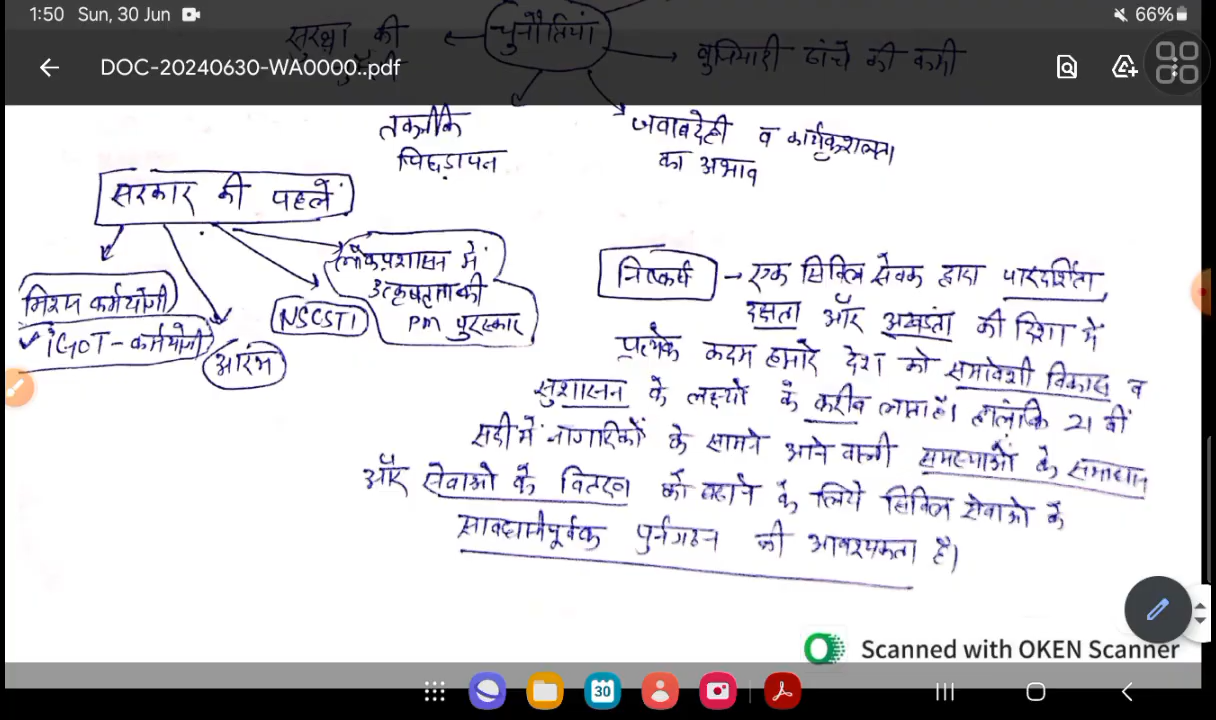 1:50 Sun, 30 Jun
66%
सुरक्षा की
चुनौतियां
बुनियादी ढांचे की कमी
DOC-20240630-WA0000..pdf
तकनीकि
पिछड़ापन
जवाबदेही व कार्यकुशलता
का अभाव
सरकार की पहलें
मिशन कर्मयोगी
iGOT - कर्मयोगी
आरंभ
NSCSTI
लोकप्रशासन में
उत्कृष्टता की
PM पुरस्कार
निष्कर्ष → एक सिविल सेवक द्वारा पारदर्शिता
दक्षता और अखंडता की दिशा में
प्रत्येक कदम हमारे देश को समावेशी विकास व
सुशासन के लक्ष्यों के करीब लाता है। हालांकि 21 वीं
सदी में नागरिकों के सामने आने वाली समस्याओं के समाधान
और सेवाओ के वितरण को बढ़ाने के लिये सिविल सेवाओ के
सावधानीपूर्वक पुर्नगठन की आवश्यकता है।
Scanned with OKEN Scanner
30